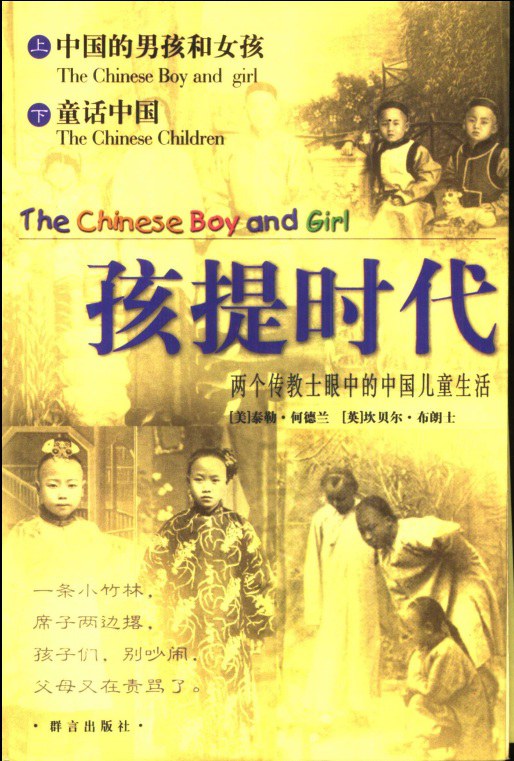 上 中国的男孩和女孩
The Chinese Boy and girl
下 童话中国
The Chinese Children
The Chinese Boy and Girl
孩提时代
两个传教士眼中的中国儿童生活
[美]泰勒·何德兰 [英]坎贝尔·布朗士
一条小竹林，
席子两边撂，
孩子们，别吵闹，
父母又在责骂了。
·群言出版社·